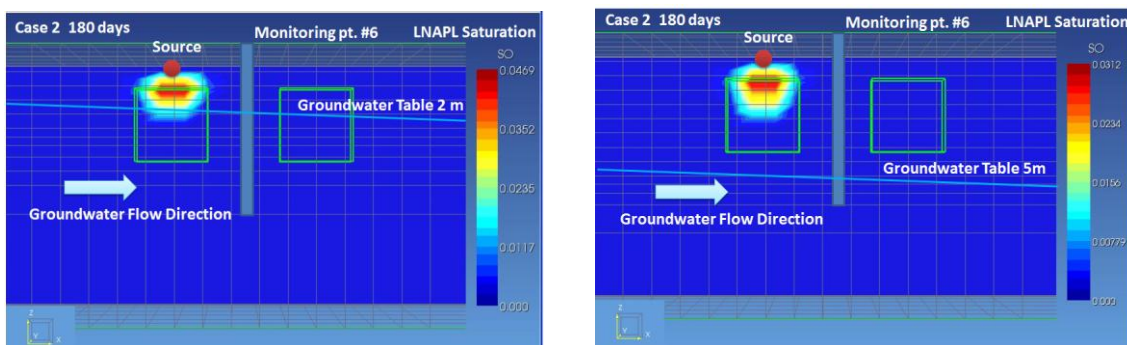 Case 2 180 days
Monitoring pt. #6
LNAPL Saturation
Source
SO
0.0469
Groundwater Table 2 m
0.0352
0.0235
Groundwater Flow Direction
0.0117
0.000
Z
Y
X
Case 2 180 days
Monitoring pt. #6
LNAPL Saturation
Source
SO
0.0312
0.0234
Groundwater Table 5m
0.0156
Groundwater Flow Direction
0.00779
0.000
Z
Y
X